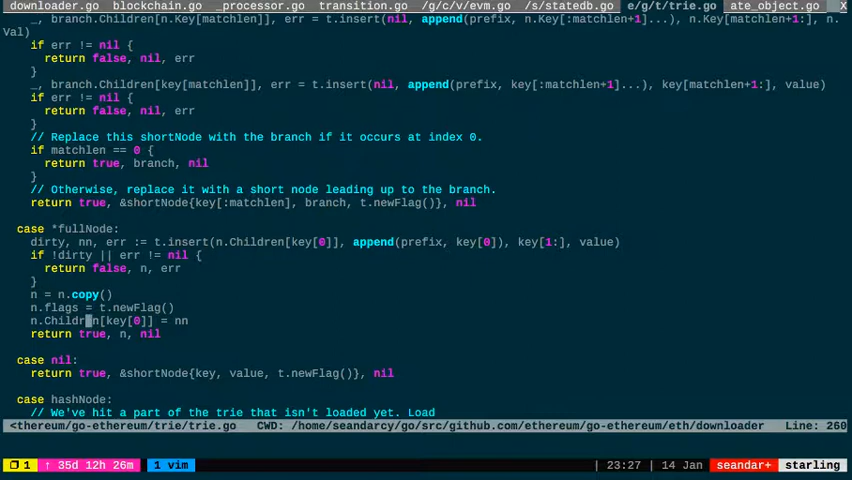 downloader.go blockchain.go _processor.go transition.go /g/c/v/evm.go /s/statedb.go e/g/t/trie.go ate_object.go X
_, branch.Children[n.Key[matchlen]], err = t.insert(nil, append(prefix, n.Key[:matchlen+1]...), n.Key[matchlen+1:], n.
Val)
if err != nil {
return false, nil, err
}
_, branch.Children[key[matchlen]], err = t.insert(nil, append(prefix, key[:matchlen+1]...), key[matchlen+1:], value)
if err != nil {
return false, nil, err
}
// Replace this shortNode with the branch if it occurs at index 0.
if matchlen == 0 {
return true, branch, nil
}
// Otherwise, replace it with a short node leading up to the branch.
return true, &shortNode{key[:matchlen], branch, t.newFlag()}, nil
case *fullNode:
dirty, nn, err := t.insert(n.Children[key[0]], append(prefix, key[0]), key[1:], value)
if !dirty || err != nil {
return false, n, err
}
n = n.copy()
n.flags = t.newFlag()
n.Children[key[0]] = nn
return true, n, nil
case nil:
return true, &shortNode{key, value, t.newFlag()}, nil
case hashNode:
// We've hit a part of the trie that isn't loaded yet. Load
<thereum/go-ethereum/trie/trie.go CWD: /home/seandarcy/go/src/github.com/ethereum/go-ethereum/eth/downloader Line: 260
1 ↑ 35d 12h 26m 1 vim | 23:27 | 14 Jan seandar+ starling